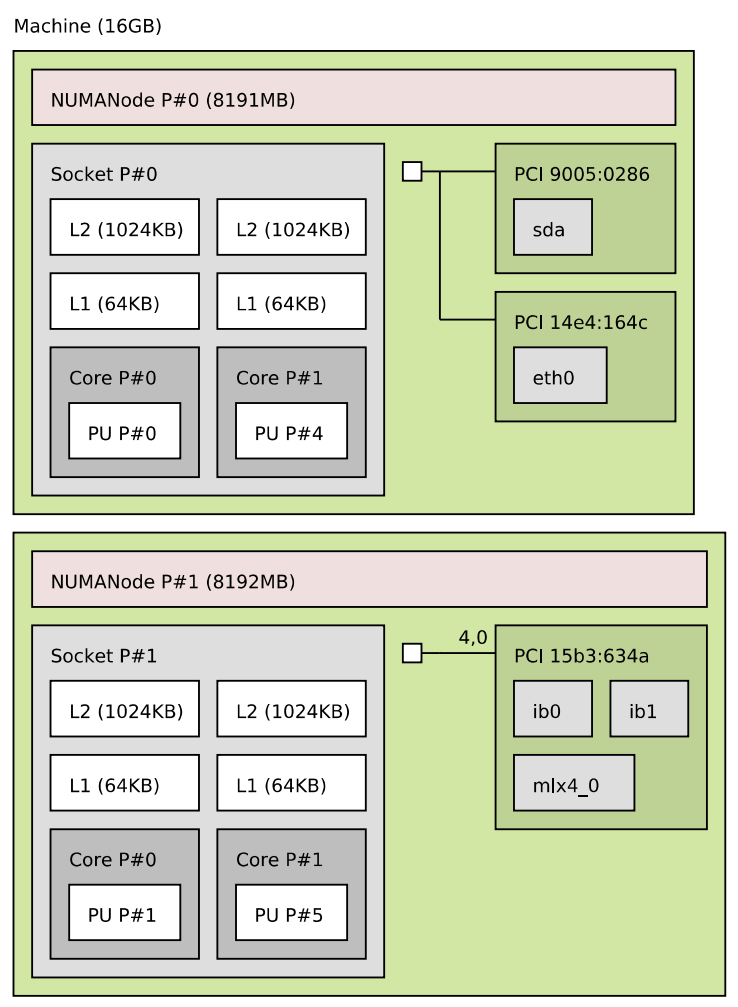 Machine (16GB)
NUMANode P#0 (8191MB)
Socket P#0
L2 (1024KB) L2 (1024KB)
L1 (64KB) L1 (64KB)
Core P#0 Core P#1
PU P#0 PU P#4
PCI 9005:0286
sda
PCI 14e4:164c
eth0
NUMANode P#1 (8192MB)
Socket P#1
L2 (1024KB) L2 (1024KB)
L1 (64KB) L1 (64KB)
Core P#0 Core P#1
PU P#1 PU P#5
4,0
PCI 15b3:634a
ib0 ib1
mlx4_0